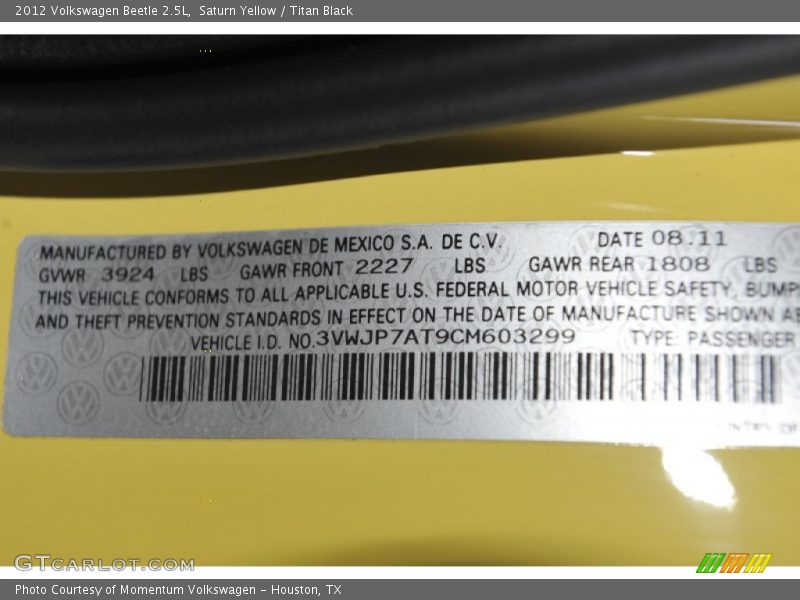 2012 Volkswagen Beetle 2.5L, Saturn Yellow / Titan Black
MANUFACTURED BY VOLKSWAGEN DE MEXICO S.A. DE C.V. DATE 08.11
GVWR 3924 LBS GAWR FRONT 2227 LBS GAWR REAR 1808 LBS
THIS VEHICLE CONFORMS TO ALL APPLICABLE U.S. FEDERAL MOTOR VEHICLE SAFETY, BUMP
AND THEFT PREVENTION STANDARDS IN EFFECT ON THE DATE OF MANUFACTURE SHOWN AB
VEHICLE I.D. NO. 3VWJP7AT9CM603299 TYPE: PASSENGER
GTcarlot.com
Photo Courtesy of Momentum Volkswagen - Houston, TX